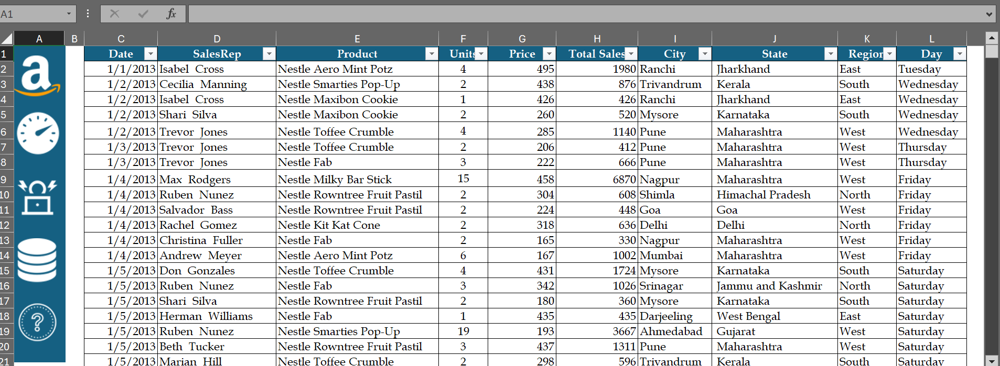 A1 fx
A B C D E F G H I J K L
1 Date SalesRep Product Units Price Total Sales City State Region Day
2 1/1/2013 Isabel Cross Nestle Aero Mint Potz 4 495 1980 Ranchi Jharkhand East Tuesday
3 1/2/2013 Cecilia Manning Nestle Smarties Pop-Up 2 438 876 Trivandrum Kerala South Wednesday
4 1/2/2013 Isabel Cross Nestle Maxibon Cookie 1 426 426 Ranchi Jharkhand East Wednesday
5 1/2/2013 Shari Silva Nestle Maxibon Cookie 2 260 520 Mysore Karnataka South Wednesday
6 1/2/2013 Trevor Jones Nestle Toffee Crumble 4 285 1140 Pune Maharashtra West Wednesday
7 1/3/2013 Trevor Jones Nestle Toffee Crumble 2 206 412 Pune Maharashtra West Thursday
8 1/3/2013 Trevor Jones Nestle Fab 3 222 666 Pune Maharashtra West Thursday
9 1/4/2013 Max Rodgers Nestle Milky Bar Stick 15 458 6870 Nagpur Maharashtra West Friday
10 1/4/2013 Ruben Nunez Nestle Rowntree Fruit Pastil 2 304 608 Shimla Himachal Pradesh North Friday
11 1/4/2013 Salvador Bass Nestle Rowntree Fruit Pastil 2 224 448 Goa Goa West Friday
12 1/4/2013 Rachel Gomez Nestle Kit Kat Cone 2 318 636 Delhi Delhi North Friday
13 1/4/2013 Christina Fuller Nestle Fab 2 165 330 Nagpur Maharashtra West Friday
14 1/4/2013 Andrew Meyer Nestle Aero Mint Potz 6 167 1002 Mumbai Maharashtra West Friday
15 1/5/2013 Don Gonzales Nestle Toffee Crumble 4 431 1724 Mysore Karnataka South Saturday
16 1/5/2013 Ruben Nunez Nestle Fab 3 342 1026 Srinagar Jammu and Kashmir North Saturday
17 1/5/2013 Shari Silva Nestle Rowntree Fruit Pastil 2 180 360 Mysore Karnataka South Saturday
18 1/5/2013 Herman Williams Nestle Fab 1 435 435 Darjeeling West Bengal East Saturday
19 1/5/2013 Ruben Nunez Nestle Smarties Pop-Up 19 193 3667 Ahmedabad Gujarat West Saturday
20 1/5/2013 Beth Tucker Nestle Rowntree Fruit Pastil 3 437 1311 Pune Maharashtra West Saturday
21 1/5/2013 Marian Hill Nestle Toffee Crumble 2 298 596 Trivandrum Kerala South Saturday
a
?